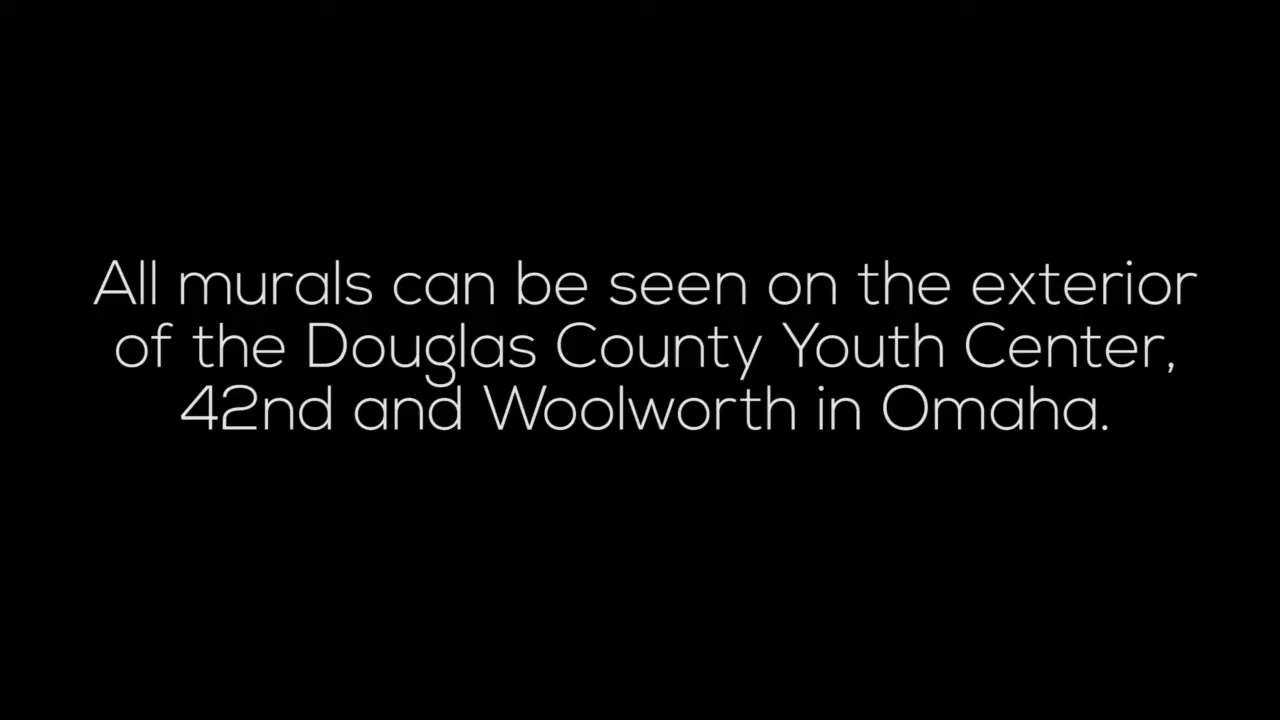 All murals can be seen on the exterior
of the Douglas County Youth Center,
42nd and Woolworth in Omaha.